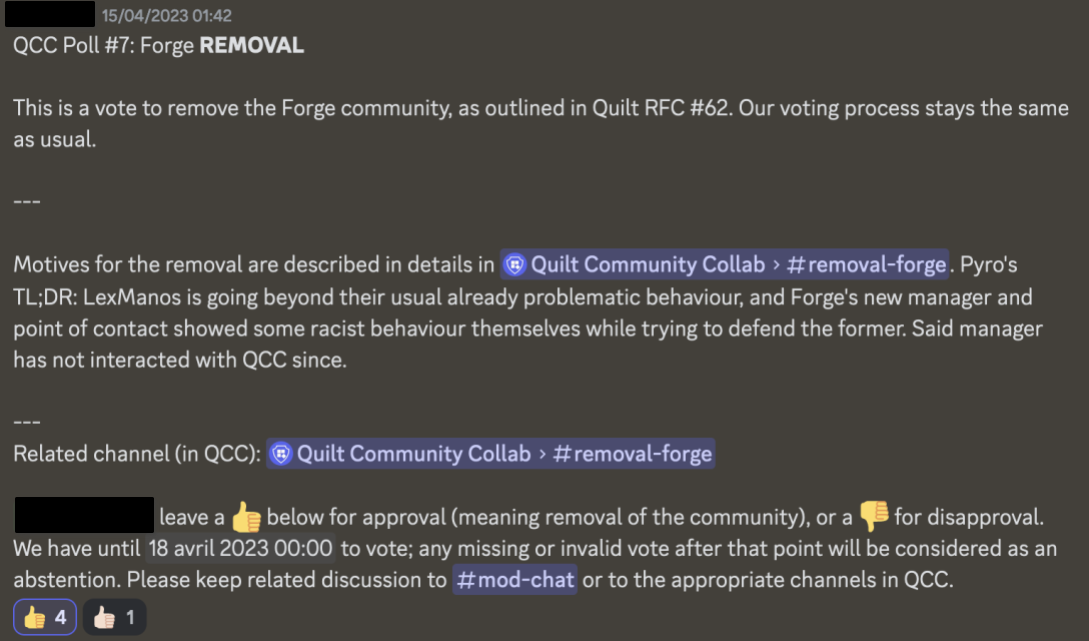 15/04/2023 01:42
QCC Poll #7: Forge REMOVAL
This is a vote to remove the Forge community, as outlined in Quilt RFC #62. Our voting process stays the same
as usual.
---
Motives for the removal are described in details in Quilt Community Collab › #removal-forge. Pyro's
TL;DR: LexManos is going beyond their usual already problematic behaviour, and Forge's new manager and
point of contact showed some racist behaviour themselves while trying to defend the former. Said manager
has not interacted with QCC since.
---
Related channel (in QCC): Quilt Community Collab › #removal-forge
leave a 👍 below for approval (meaning removal of the community), or a 👎 for disapproval.
We have until 18 avril 2023 00:00 to vote; any missing or invalid vote after that point will be considered as an
abstention. Please keep related discussion to #mod-chat or to the appropriate channels in QCC.
👍 4 👍🏻 1